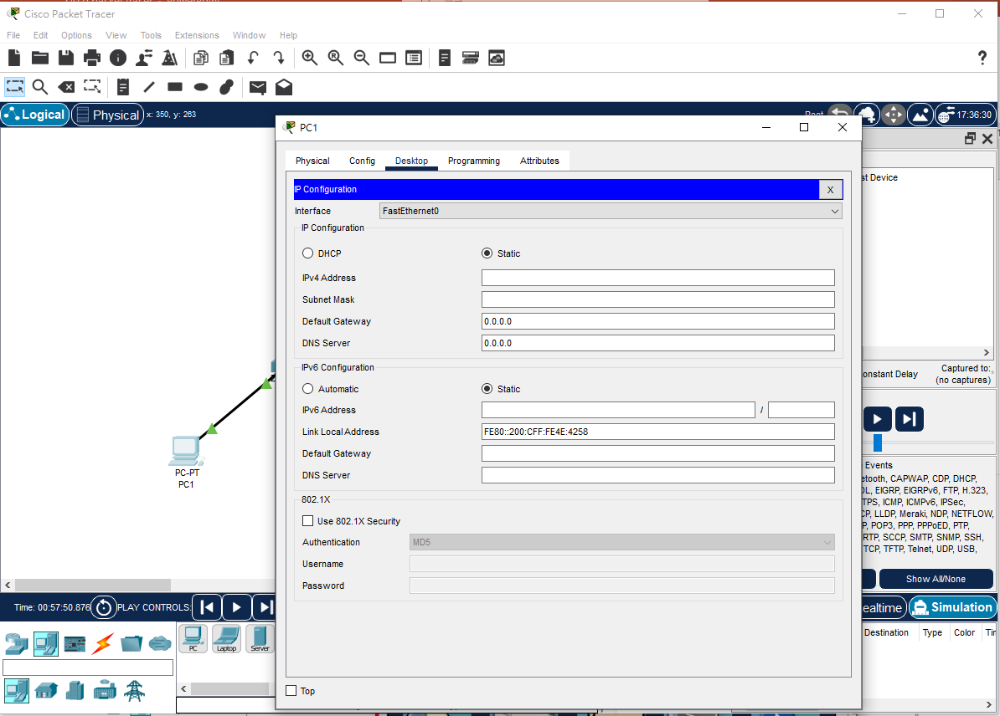 Cisco Packet Tracer
File Edit Options View Tools Extensions Window Help
Logical Physical x: 350, y: 263
17:36:30
PC1
Physical Config Desktop Programming Attributes
IP Configuration X
Interface FastEthernet0
IP Configuration
DHCP Static
IPv4 Address
Subnet Mask
Default Gateway 0.0.0.0
DNS Server 0.0.0.0
IPv6 Configuration
Automatic Static
IPv6 Address /
Link Local Address FE80::200:CFF:FE4E:4258
Default Gateway
DNS Server
802.1X
Use 802.1X Security
Authentication MD5
Username
Password
Top
PC-PT
PC1
st Device
onstant Delay
Captured to:
(no captures)
Events
etooth, CAPWAP, CDP, DHCP,
OL, EIGRP, EIGRPv6, FTP, H.323,
TPS, ICMP, ICMPv6, IPSec,
CP, LLDP, Meraki, NDP, NETFLOW,
P, POP3, PPP, PPPoED, PTP,
RTP, SCCP, SMTP, SNMP, SSH,
TCP, TFTP, Telnet, UDP, USB,
Show All/None
Time: 00:57:50.876 PLAY CONTROLS:
ealtime Simulation
PC Laptop Server
Destination Type Color Tir